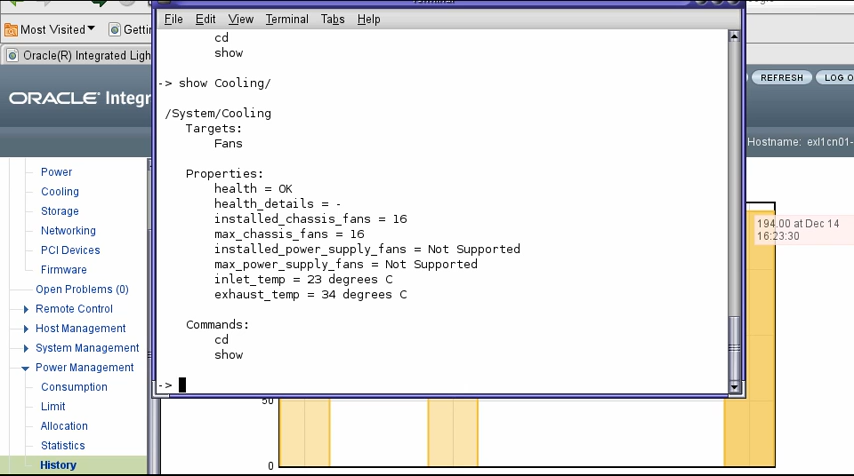 Terminal
Most Visited
File Edit View Terminal Tabs Help
Oracle(R) Integrated Ligh
cd
show
-> show Cooling/
/System/Cooling
Targets:
Fans
Properties:
health = OK
health_details = -
installed_chassis_fans = 16
max_chassis_fans = 16
installed_power_supply_fans = Not Supported
max_power_supply_fans = Not Supported
inlet_temp = 23 degrees C
exhaust_temp = 34 degrees C
Commands:
cd
show
->
ORACLE Integr
REFRESH LOG O
Hostname: exl1cn01-
Power
Cooling
Storage
Networking
PCI Devices
Firmware
Open Problems (0)
Remote Control
Host Management
System Management
Power Management
Consumption
Limit
Allocation
Statistics
History
194.00 at Dec 14
16:23:30
50
0